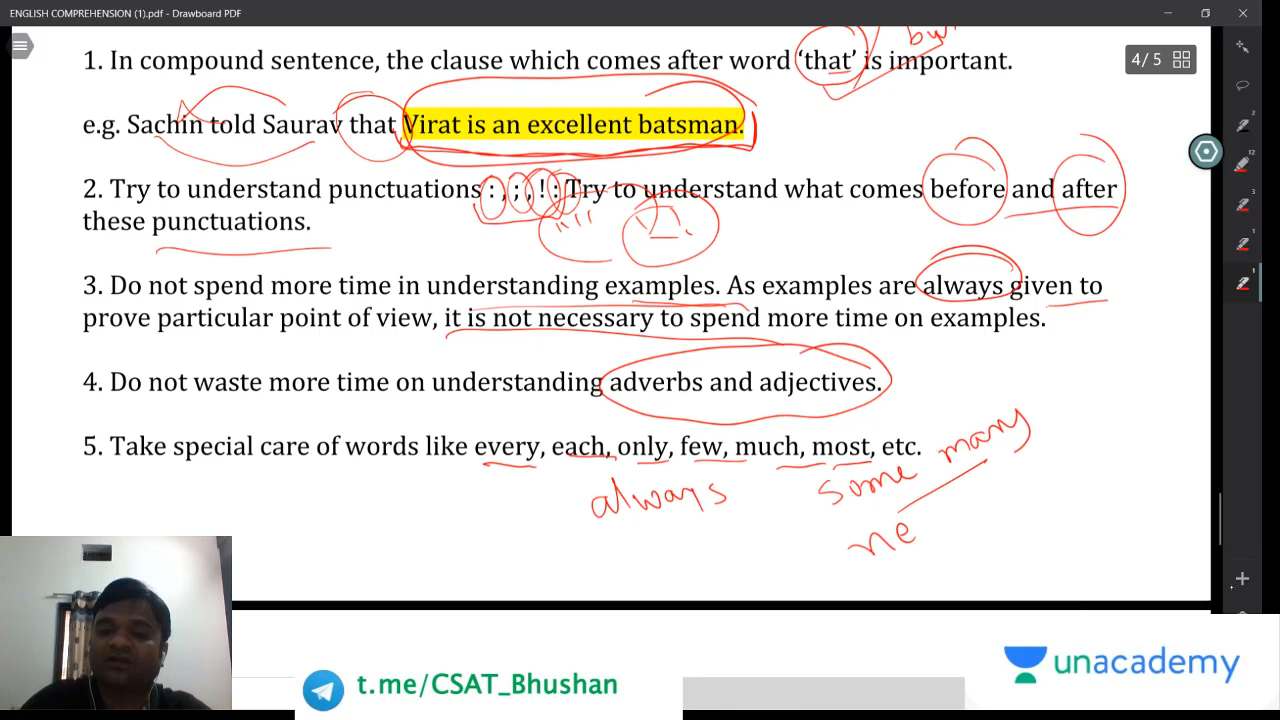 ENGLISH COMPREHENSION (1).pdf - Drawboard PDF
by
1. In compound sentence, the clause which comes after word ‘that’ is important.
4/5
e.g. Sachin told Saurav that Virat is an excellent batsman.
2. Try to understand punctuations :,;,!: Try to understand what comes before and after
these punctuations.
3. Do not spend more time in understanding examples. As examples are always given to
prove particular point of view, it is not necessary to spend more time on examples.
4. Do not waste more time on understanding adverbs and adjectives.
5. Take special care of words like every, each, only, few, much, most, etc.
always some many
ne
t.me/CSAT_Bhushan
unacademy